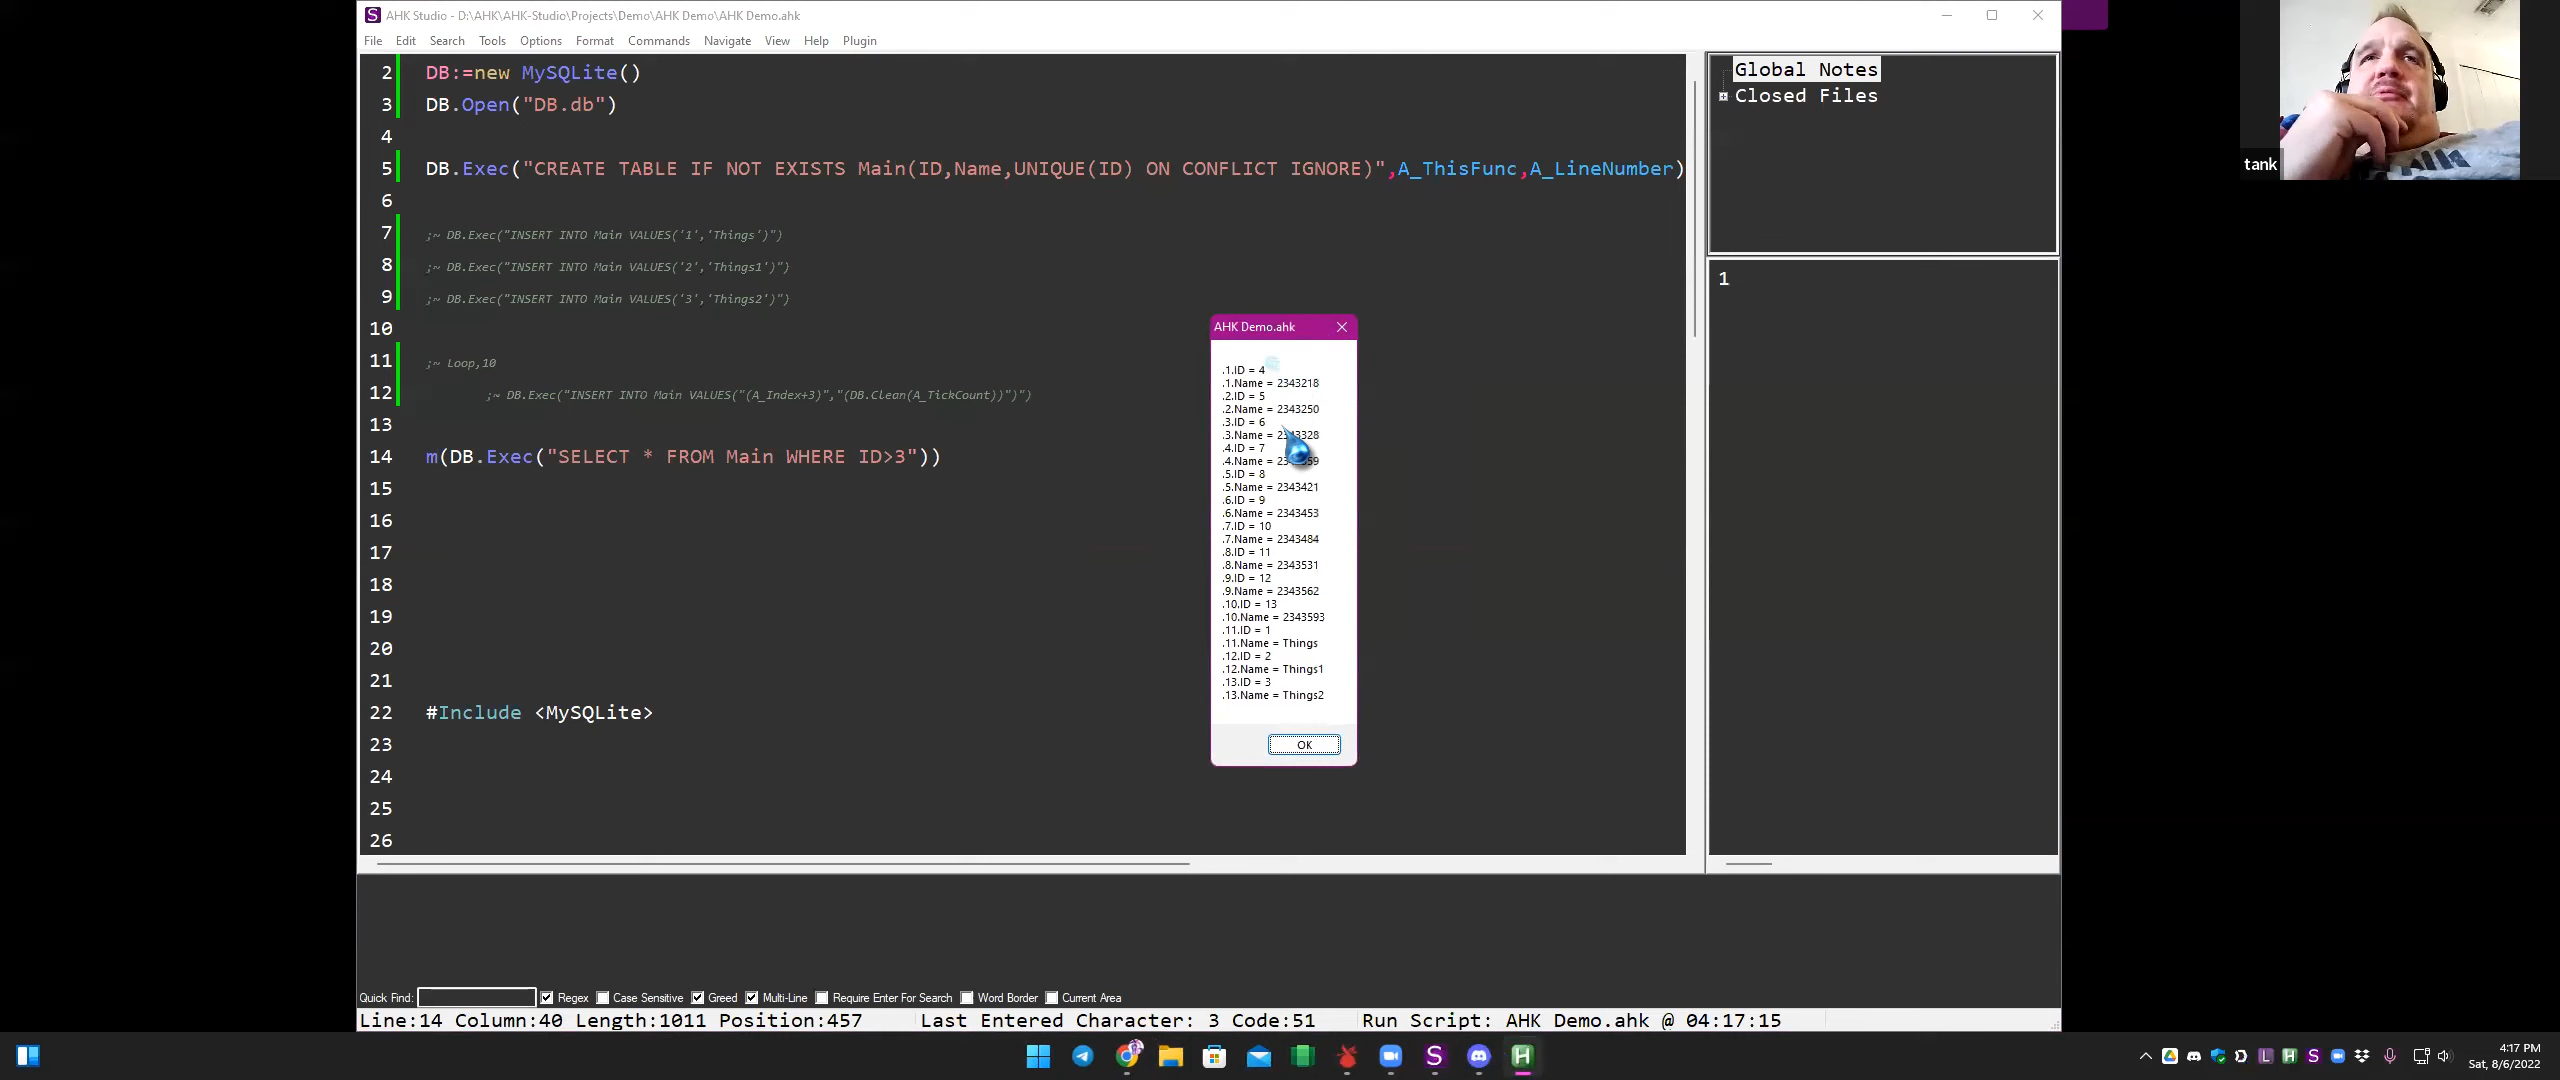 AHK Studio - D:\AHK\AHK-Studio\Projects\Demo\AHK Demo\AHK Demo.ahk
File Edit Search Tools Options Format Commands Navigate View Help Plugin
2 DB:=new MySQLite()
3 DB.Open("DB.db")
4
5 DB.Exec("CREATE TABLE IF NOT EXISTS Main(ID,Name,UNIQUE(ID) ON CONFLICT IGNORE)",A_ThisFunc,A_LineNumber)
6
7 ;~ DB.Exec("INSERT INTO Main VALUES('1','Things')")
8 ;~ DB.Exec("INSERT INTO Main VALUES('2','Things1')")
9 ;~ DB.Exec("INSERT INTO Main VALUES('3','Things2')")
10
11 ;~ Loop,10
12 ;~ DB.Exec("INSERT INTO Main VALUES("(A_Index+3)","(DB.Clean(A_TickCount))")")
13
14 m(DB.Exec("SELECT * FROM Main WHERE ID>3"))
15
16
17
18
19
20
21
22 #Include <MySQLite>
23
24
25
26
AHK Demo.ahk
.1.ID = 4
.1.Name = 2343218
.2.ID = 5
.2.Name = 2343250
.3.ID = 6
.3.Name =
.4.ID = 7
.4.Name =
.5.ID = 8
.5.Name = 2343421
.6.ID = 9
.6.Name = 2343453
.7.ID = 10
.7.Name = 2343484
.8.ID = 11
.8.Name = 2343531
.9.ID = 12
.9.Name = 2343562
.10.ID = 13
.10.Name = 2343593
.11.ID = 1
.11.Name = Things
.12.ID = 2
.12.Name = Things1
.13.ID = 3
.13.Name = Things2
OK
Global Notes
Closed Files
1
tank
Quick Find: Regex Case Sensitive Greed Multi-Line Require Enter For Search Word Border Current Area
Line:14 Column:40 Length:1011 Position:457 Last Entered Character: 3 Code:51 Run Script: AHK Demo.ahk @ 04:17:15
4:17 PM
Sat, 8/6/2022